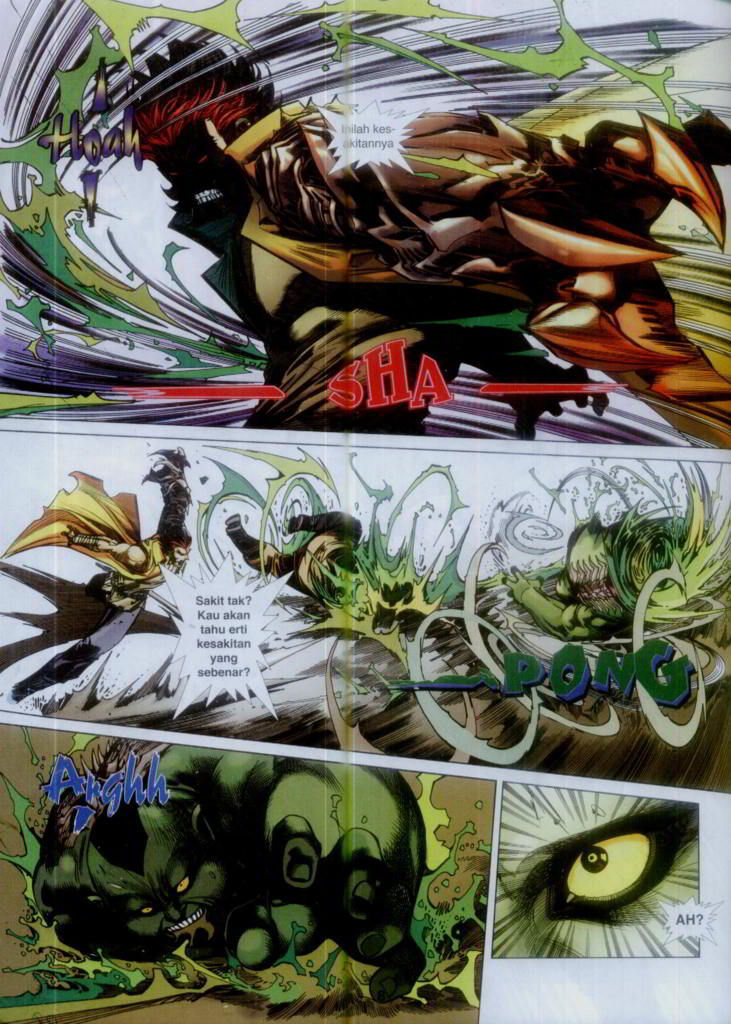 Hoah!
Inilah kes-
akitannya
SHA
Sakit tak?
Kau akan
tahu erti
kesakitan
yang
sebenar?
PONG
Arghh!
AH?